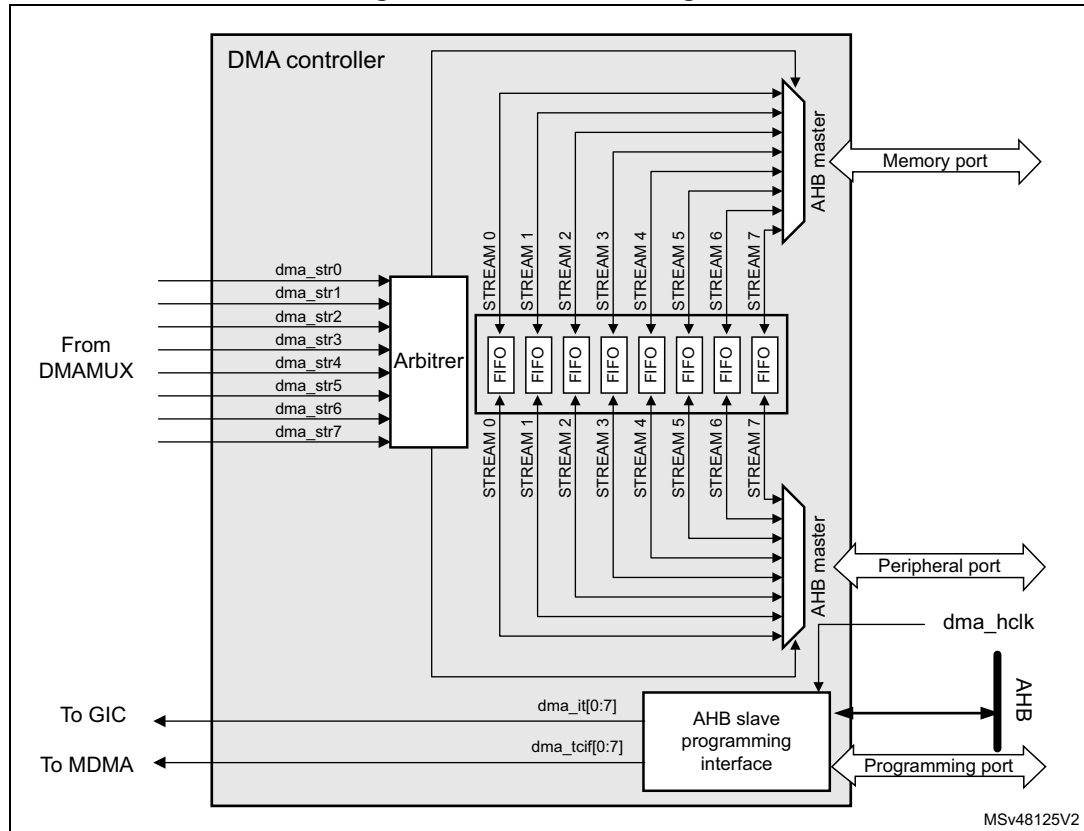 DMA controller
AHB master
Memory port
STREAM 0
STREAM 1
STREAM 2
STREAM 3
STREAM 4
STREAM 5
STREAM 6
STREAM 7
dma_str0
dma_str1
dma_str2
dma_str3
dma_str4
dma_str5
dma_str6
dma_str7
From
DMAMUX
Arbitrer
FIFO
FIFO
FIFO
FIFO
FIFO
FIFO
FIFO
FIFO
STREAM 0
STREAM 1
STREAM 2
STREAM 3
STREAM 4
STREAM 5
STREAM 6
STREAM 7
AHB master
Peripheral port
dma_hclk
AHB
To GIC
dma_it[0:7]
To MDMA
dma_tcif[0:7]
AHB slave
programming
interface
Programming port
MSv48125V2